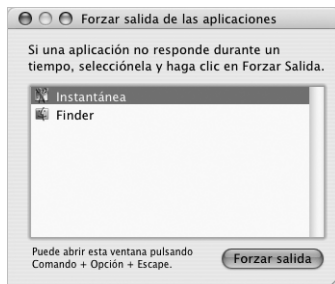 Forzar salida de las aplicaciones
Si una aplicación no responde durante un
tiempo, selecciónela y haga clic en Forzar Salida.
Instantánea
Finder
Puede abrir esta ventana pulsando
Comando + Opción + Escape.
Forzar salida